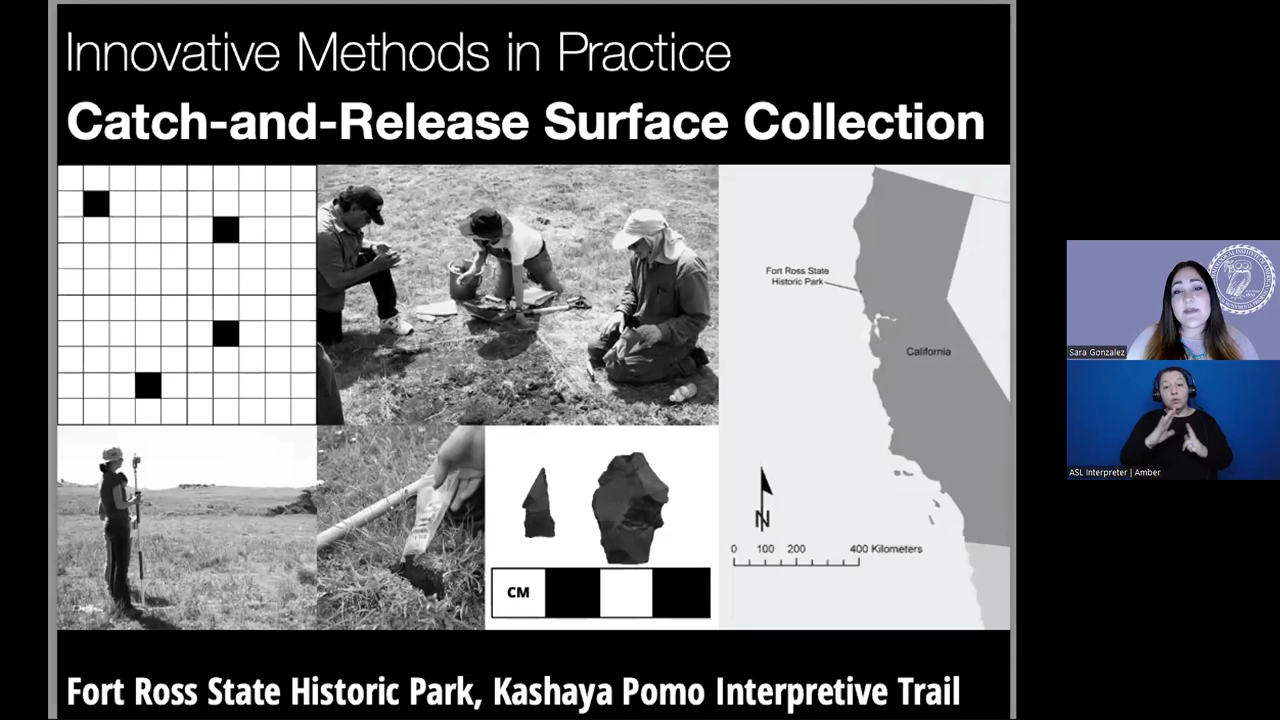 Innovative Methods in Practice
Catch-and-Release Surface Collection
Fort Ross State
Historic Park
California
N
0 100 200 400 Kilometers
CM
Fort Ross State Historic Park, Kashaya Pomo Interpretive Trail
Sara Gonzalez
ASL Interpreter | Amber